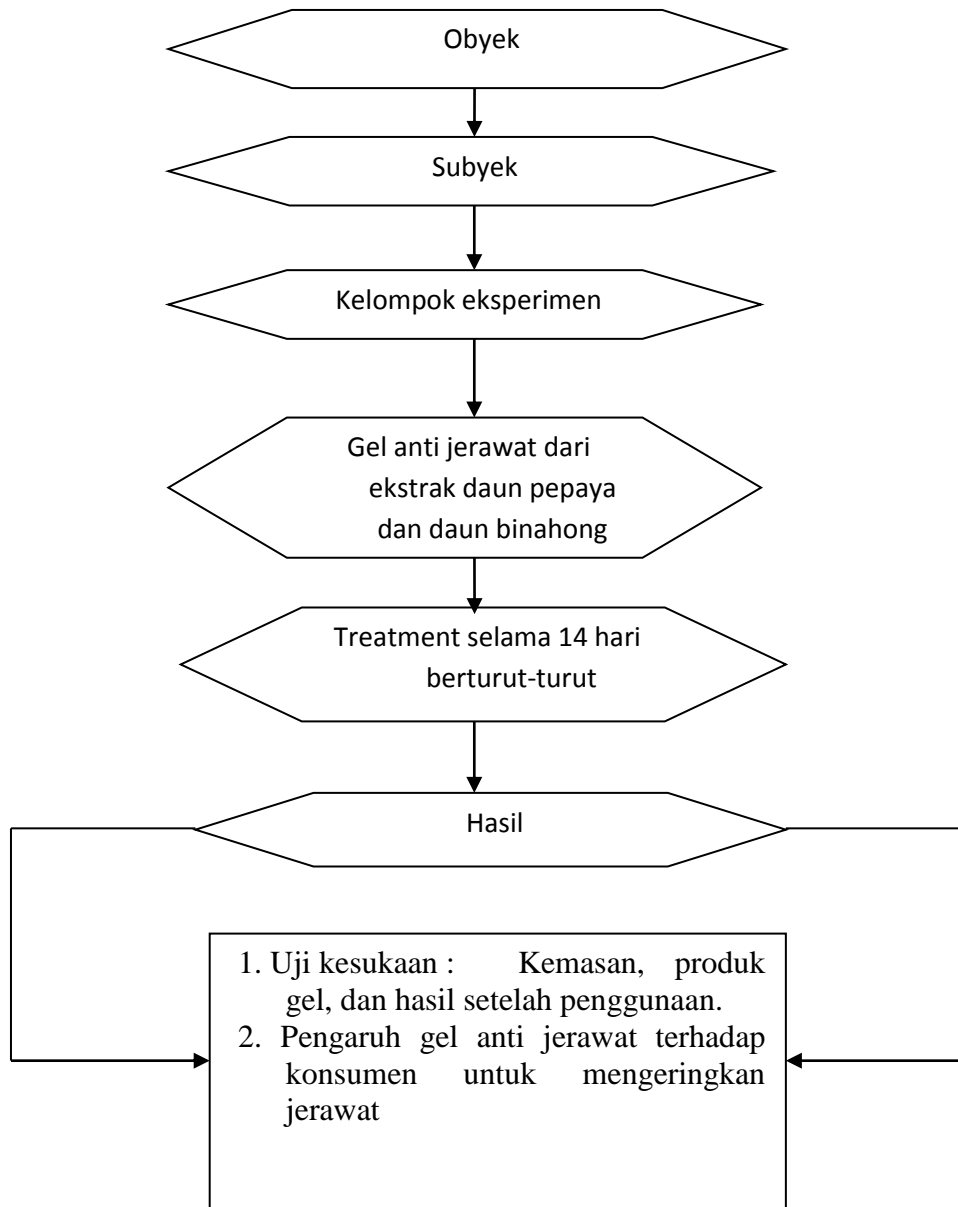 Obyek
Subyek
Kelompok eksperimen
Gel anti jerawat dari
ekstrak daun pepaya
dan daun binahong
Treatment selama 14 hari
berturut-turut
Hasil
1. Uji kesukaan : Kemasan, produk
gel, dan hasil setelah penggunaan.
2. Pengaruh gel anti jerawat terhadap
konsumen untuk mengeringkan
jerawat